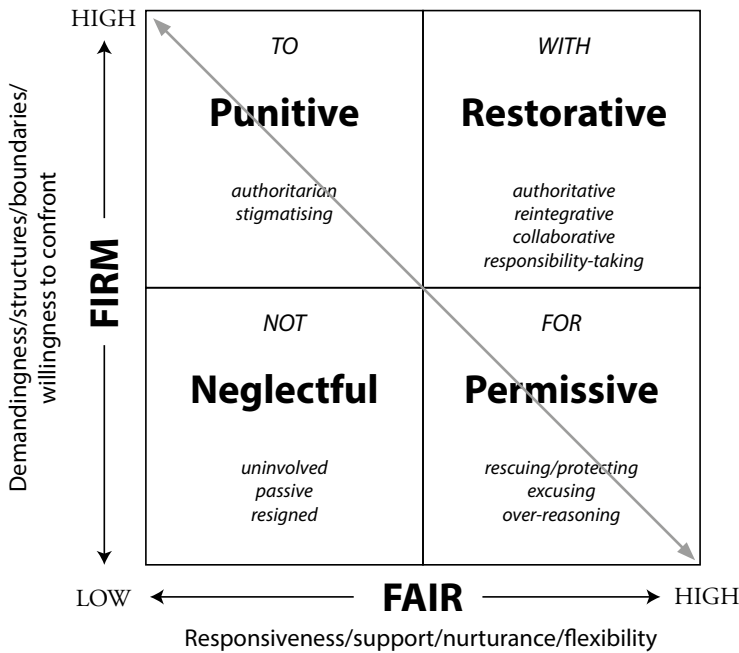 HIGH
TO
Punitive
authoritarian
stigmatising
WITH
Restorative
authoritative
reintegrative
collaborative
responsibility-taking
Demandingness/structures/boundaries/
willingness to confront
FIRM
NOT
Neglectful
uninvolved
passive
resigned
FOR
Permissive
rescuing/protecting
excusing
over-reasoning
LOW
FAIR
HIGH
Responsiveness/support/nurturance/flexibility